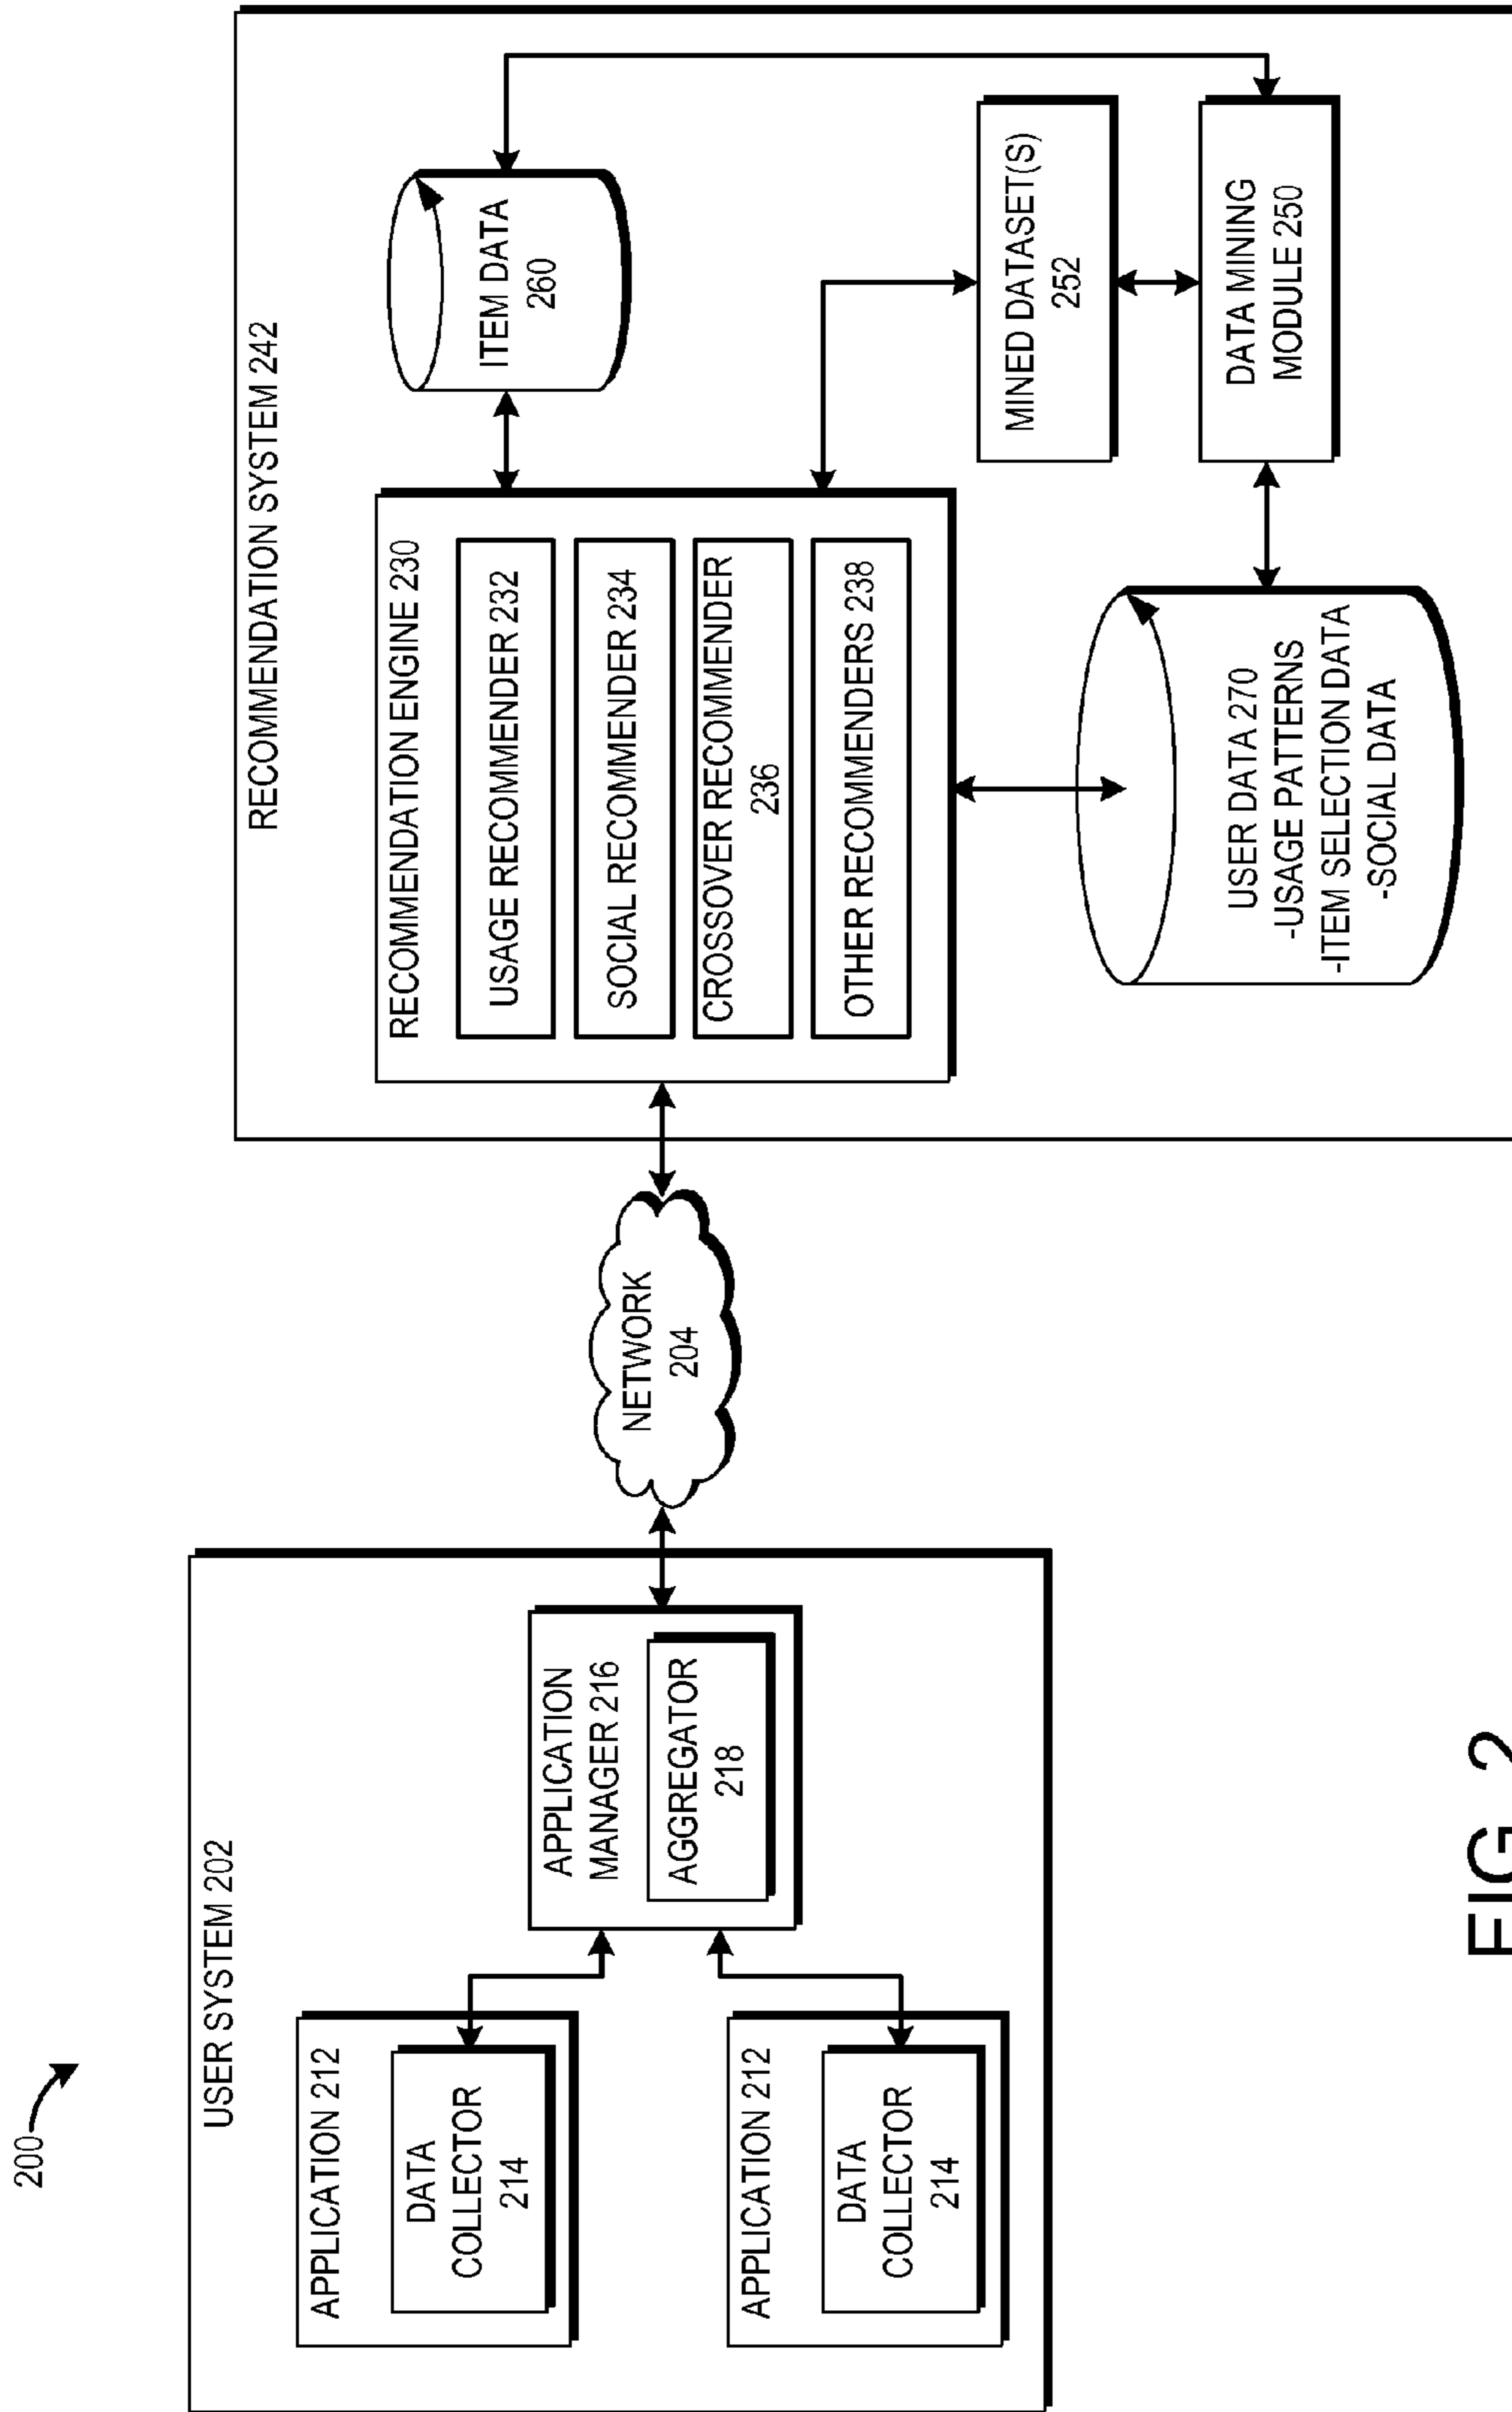 200
USER SYSTEM 202
APPLICATION 212
DATA
COLLECTOR
214
APPLICATION 212
DATA
COLLECTOR
214
APPLICATION
MANAGER 216
AGGREGATOR
218
NETWORK
204
RECOMMENDATION SYSTEM 242
RECOMMENDATION ENGINE 230
USAGE RECOMMENDER 232
SOCIAL RECOMMENDER 234
CROSSOVER RECOMMENDER
236
OTHER RECOMMENDERS 238
ITEM DATA
260
MINED DATASET(S)
252
DATA MINING
MODULE 250
USER DATA 270
-USAGE PATTERNS
-ITEM SELECTION DATA
-SOCIAL DATA
FIG. 2